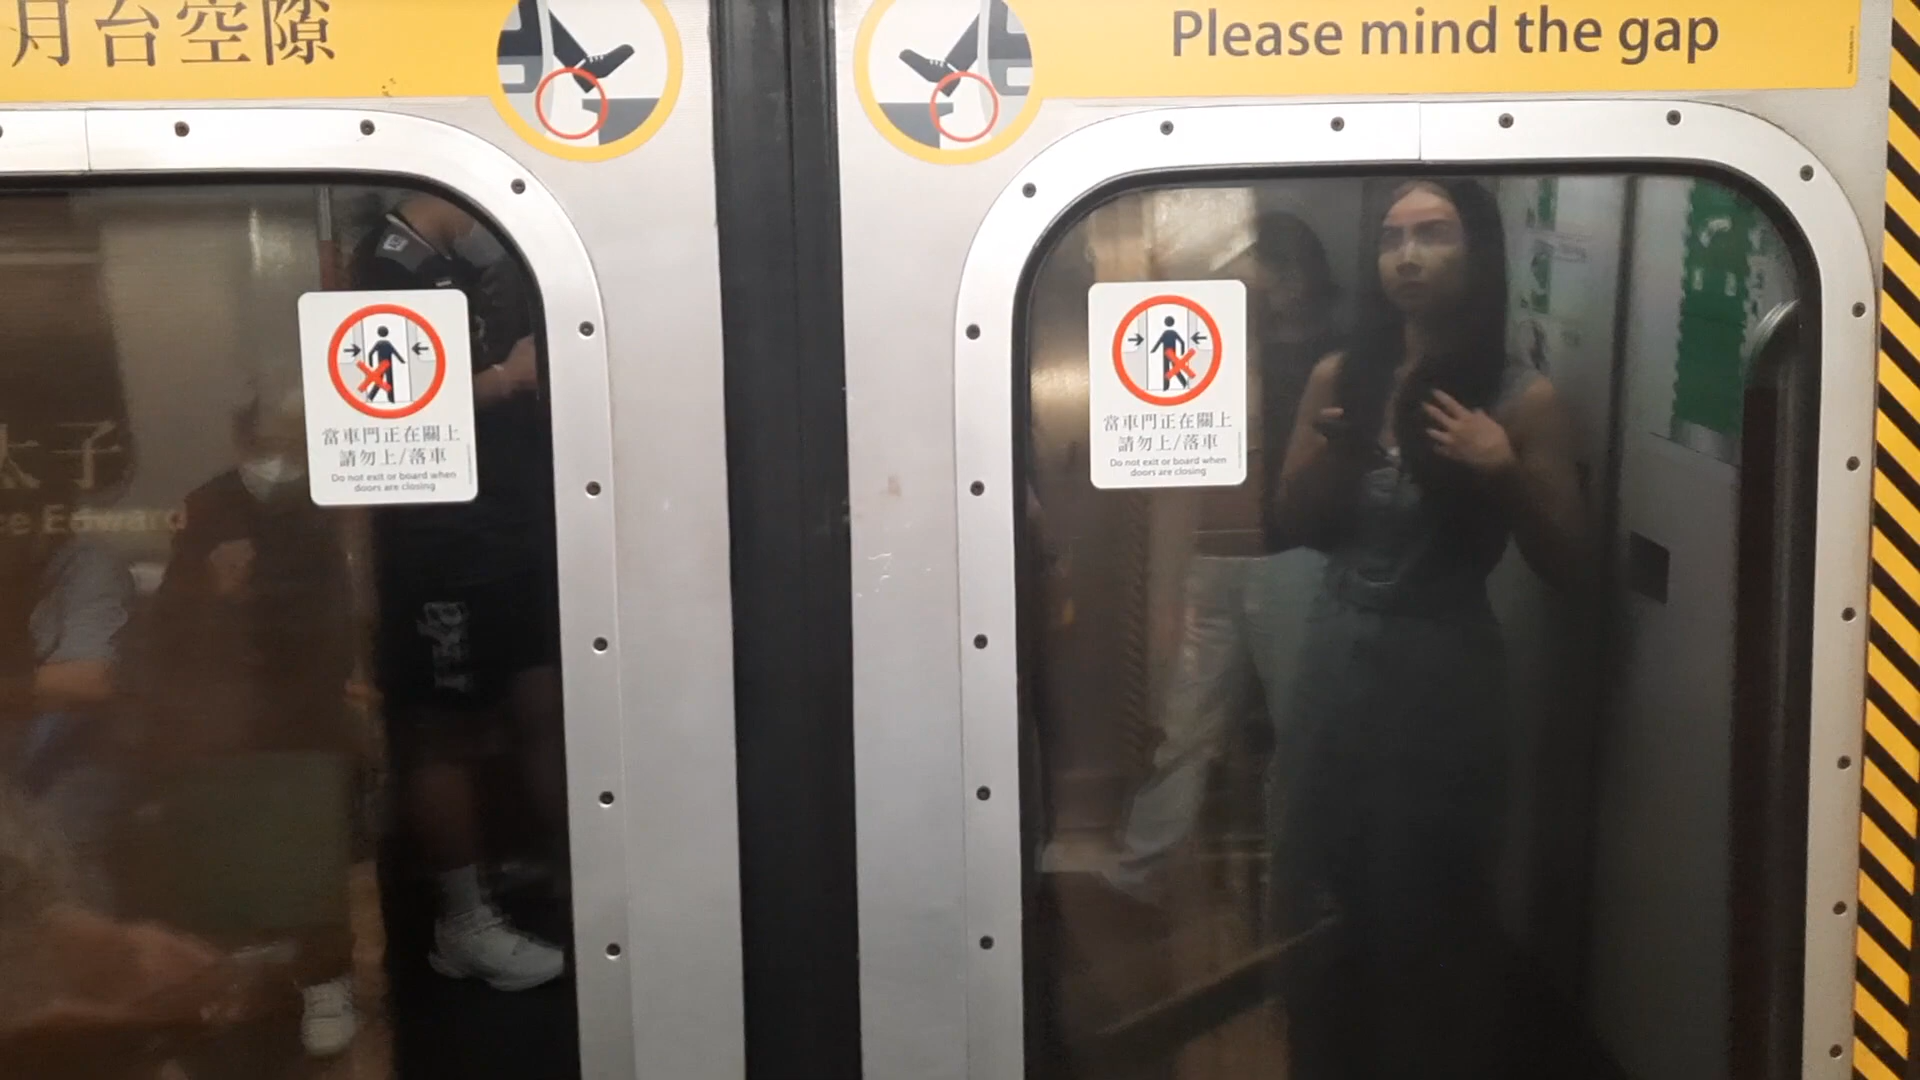 月台空隙
Please mind the gap
當車門正在關上
請勿上/落車
Do not exit or board when
doors are closing
當車門正在關上
請勿上/落車
Do not exit or board when
doors are closing
子
ce Edward